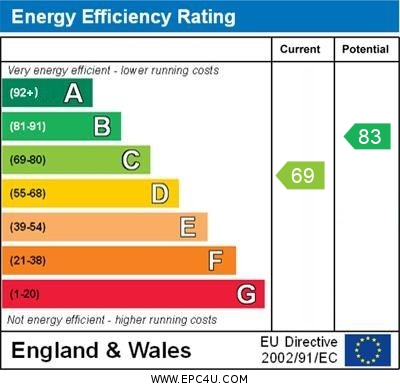 Energy Efficiency Rating
Current Potential
Very energy efficient - lower running costs
(92+) A
(81-91) B
83
(69-80) C
69
(55-68) D
(39-54) E
(21-38) F
(1-20) G
Not energy efficient - higher running costs
England & Wales
EU Directive
2002/91/EC
WWW.EPC4U.COM